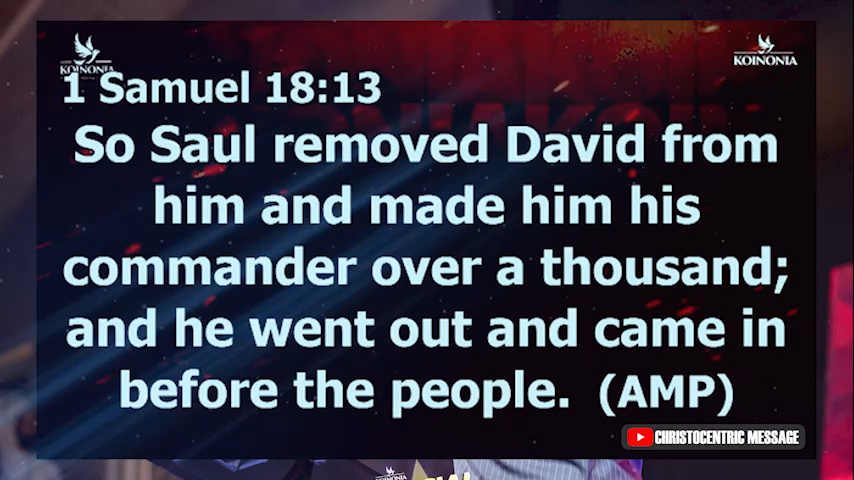 KOINONIA
KOINONIA
1 Samuel 18:13
So Saul removed David from
him and made him his
commander over a thousand;
and he went out and came in
before the people. (AMP)
CHRISTOCENTRIC MESSAGE
KOINONIA